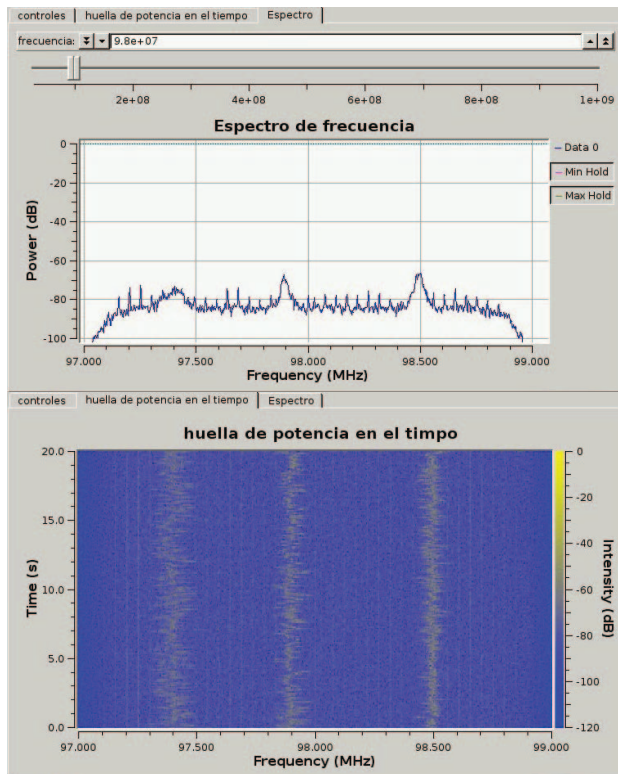 controles huella de potencia en el tiempo Espectro
frecuencia: 9.8e+07
2e+08 4e+08 6e+08 8e+08 1e+09
Espectro de frecuencia
0
-20
-40
-60
-80
-100
Power (dB)
Data 0
Min Hold
Max Hold
97.000 97.500 98.000 98.500 99.000
Frequency (MHz)
controles huella de potencia en el tiempo Espectro
huella de potencia en el timpo
20.0
15.0
10.0
5.0
0.0
Time (s)
0
-20
-40
-60
-80
-100
-120
Intensity (dB)
97.000 97.500 98.000 98.500 99.000
Frequency (MHz)